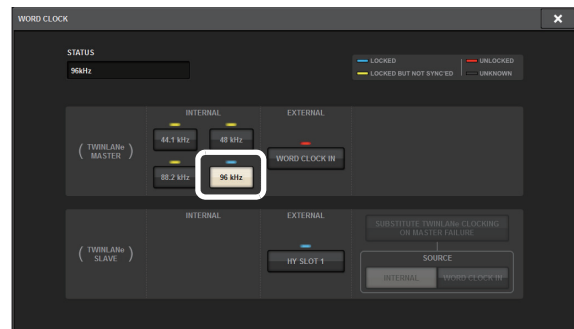 WORD CLOCK
STATUS
96kHz
LOCKED
UNLOCKED
LOCKED BUT NOT SYNC'ED
UNKNOWN
INTERNAL
EXTERNAL
( TWINLANe MASTER )
44.1 kHz
48 kHz
WORD CLOCK IN
88.2 kHz
96 kHz
INTERNAL
EXTERNAL
SUBSTITUTE TWINLANe CLOCKING
ON MASTER FAILURE
( TWINLANe SLAVE )
HY SLOT 1
SOURCE
INTERNAL
WORD CLOCK IN